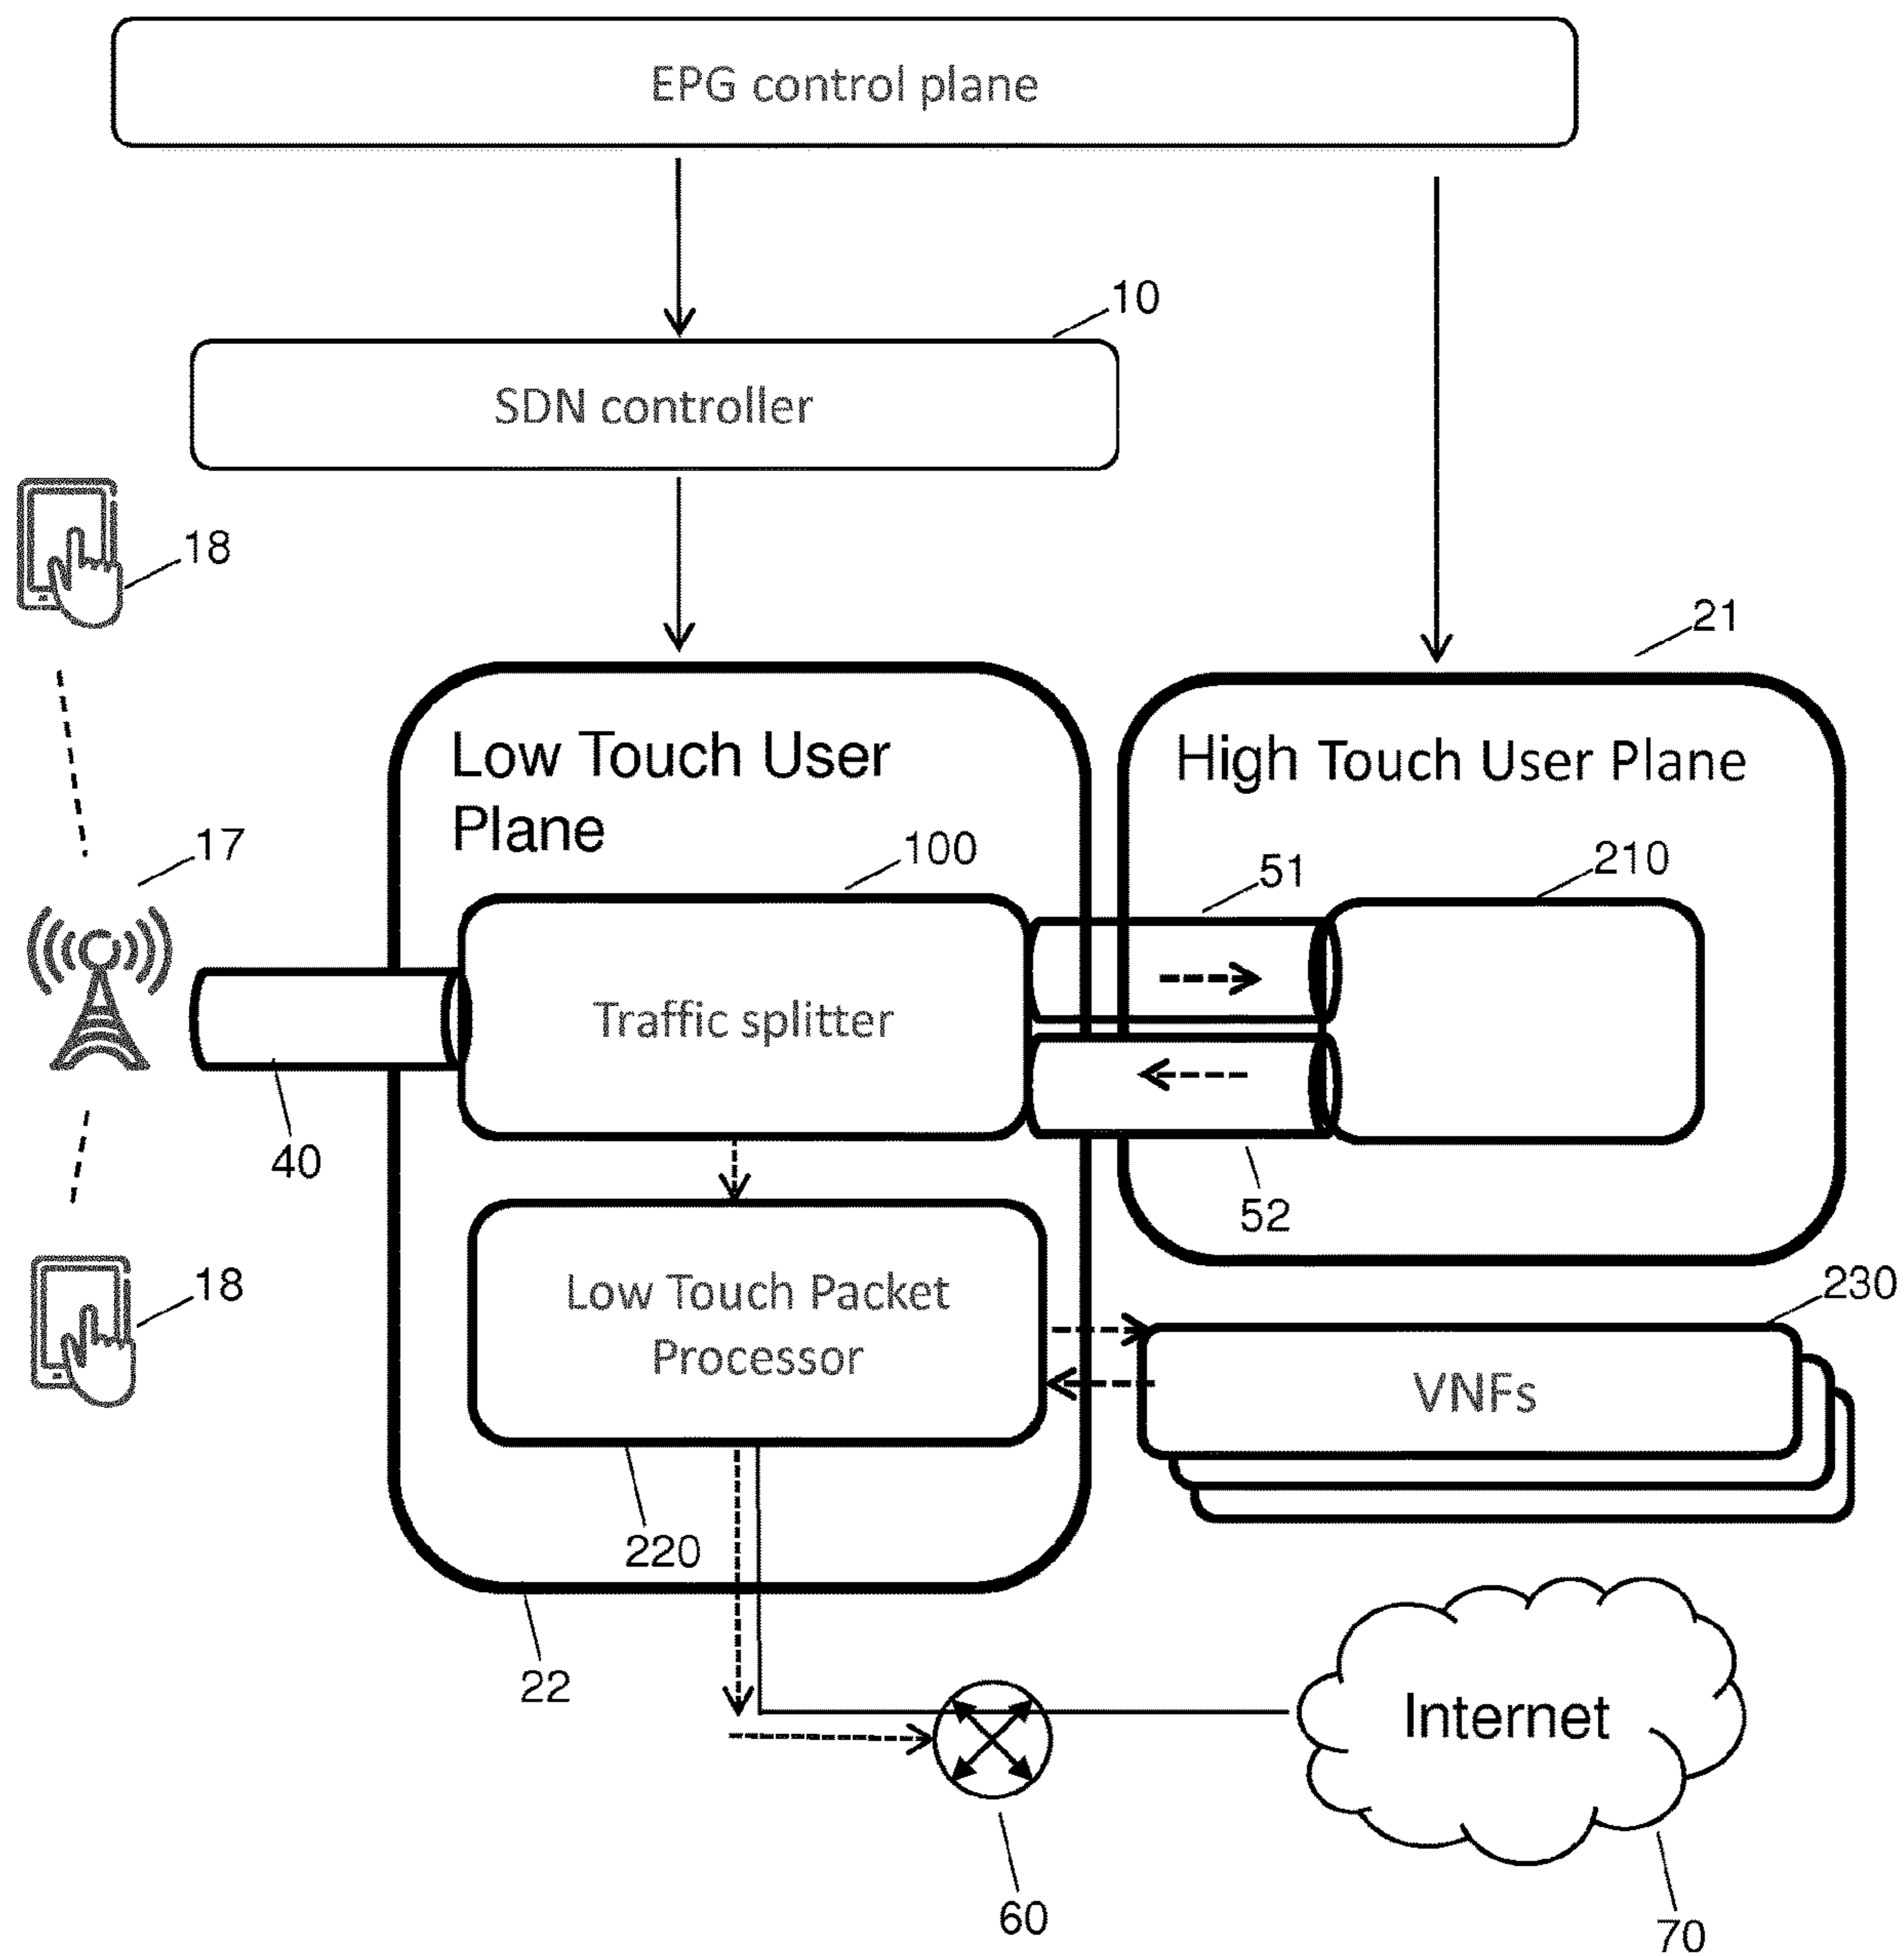 EPG control plane
10
SDN controller
18
21
Low Touch User
Plane
High Touch User Plane
17
100
51
210
Traffic splitter
40
52
18
Low Touch Packet
Processor
230
VNFs
220
22
Internet
60
70